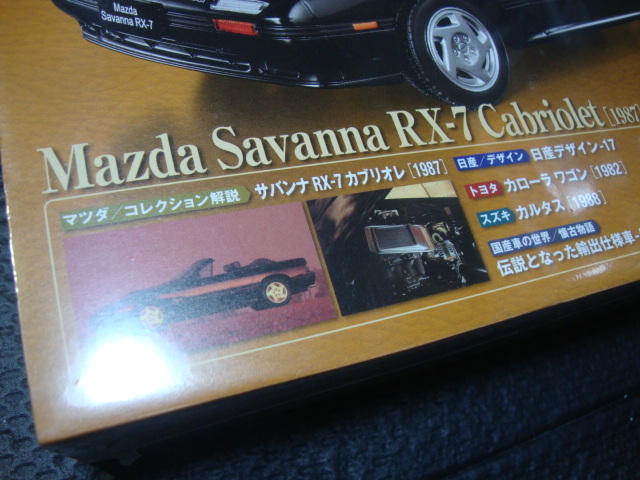 Mazda
Savanna RX-7
Mazda Savanna RX-7 Cabriolet [1987
マツダ/コレクション解説 サバンナ RX-7 カブリオレ [1987]
日産/デザイン 日産デザイン-17
トヨタ カローラ ワゴン [1982]
スズキ カルタス [1988]
国産車の世界/懐古物語
伝説となった輸出仕様車